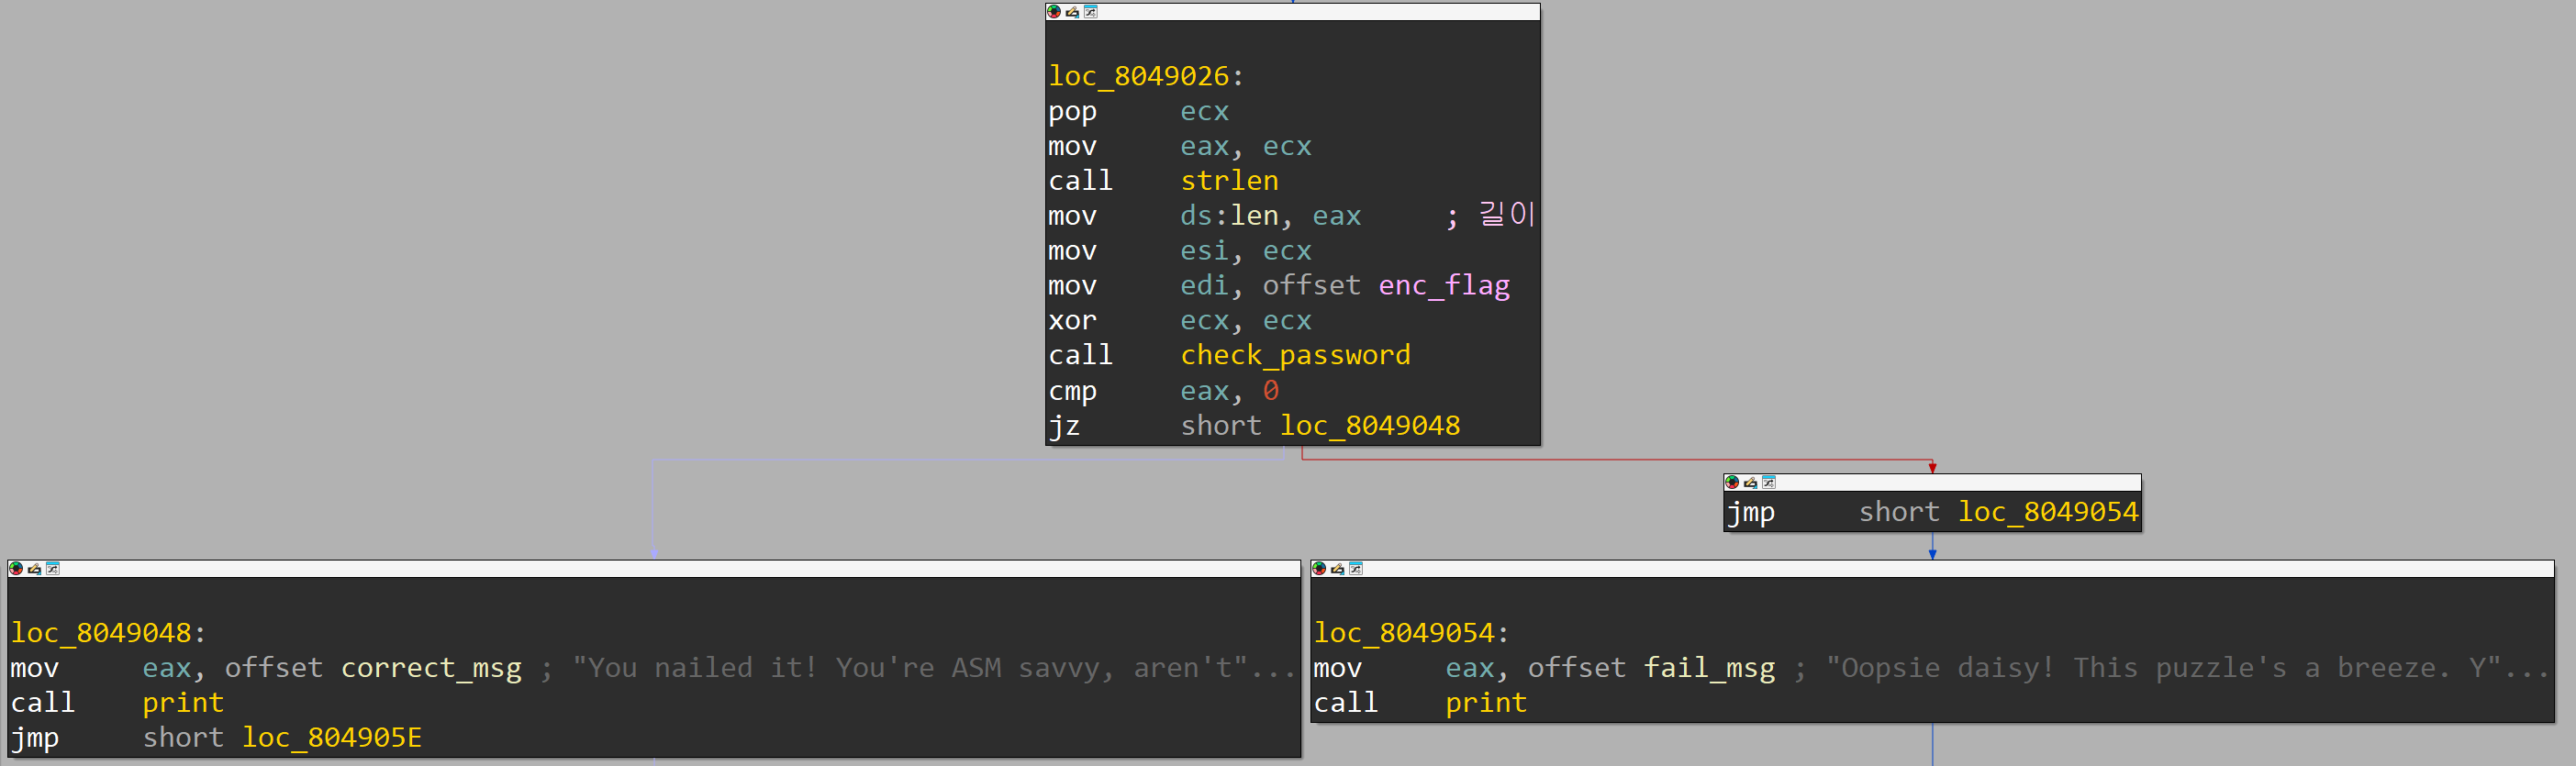 loc_8049026:
pop ecx
mov eax, ecx
call strlen
mov ds:len, eax ; 길이
mov esi, ecx
mov edi, offset enc_flag
xor ecx, ecx
call check_password
cmp eax, 0
jz short loc_8049048
jmp short loc_8049054
loc_8049048:
mov eax, offset correct_msg ; "You nailed it! You're ASM savvy, aren't"...
call print
jmp short loc_804905E
loc_8049054:
mov eax, offset fail_msg ; "Oopsie daisy! This puzzle's a breeze. Y"...
call print